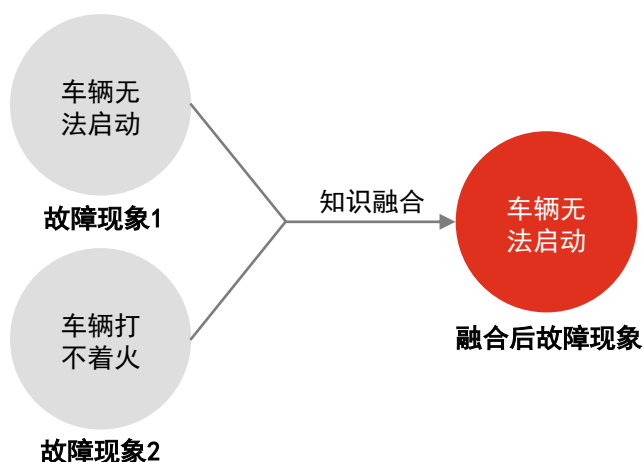 车辆无
法启动
故障现象1
知识融合
车辆无
法启动
融合后故障现象
车辆打
不着火
故障现象2